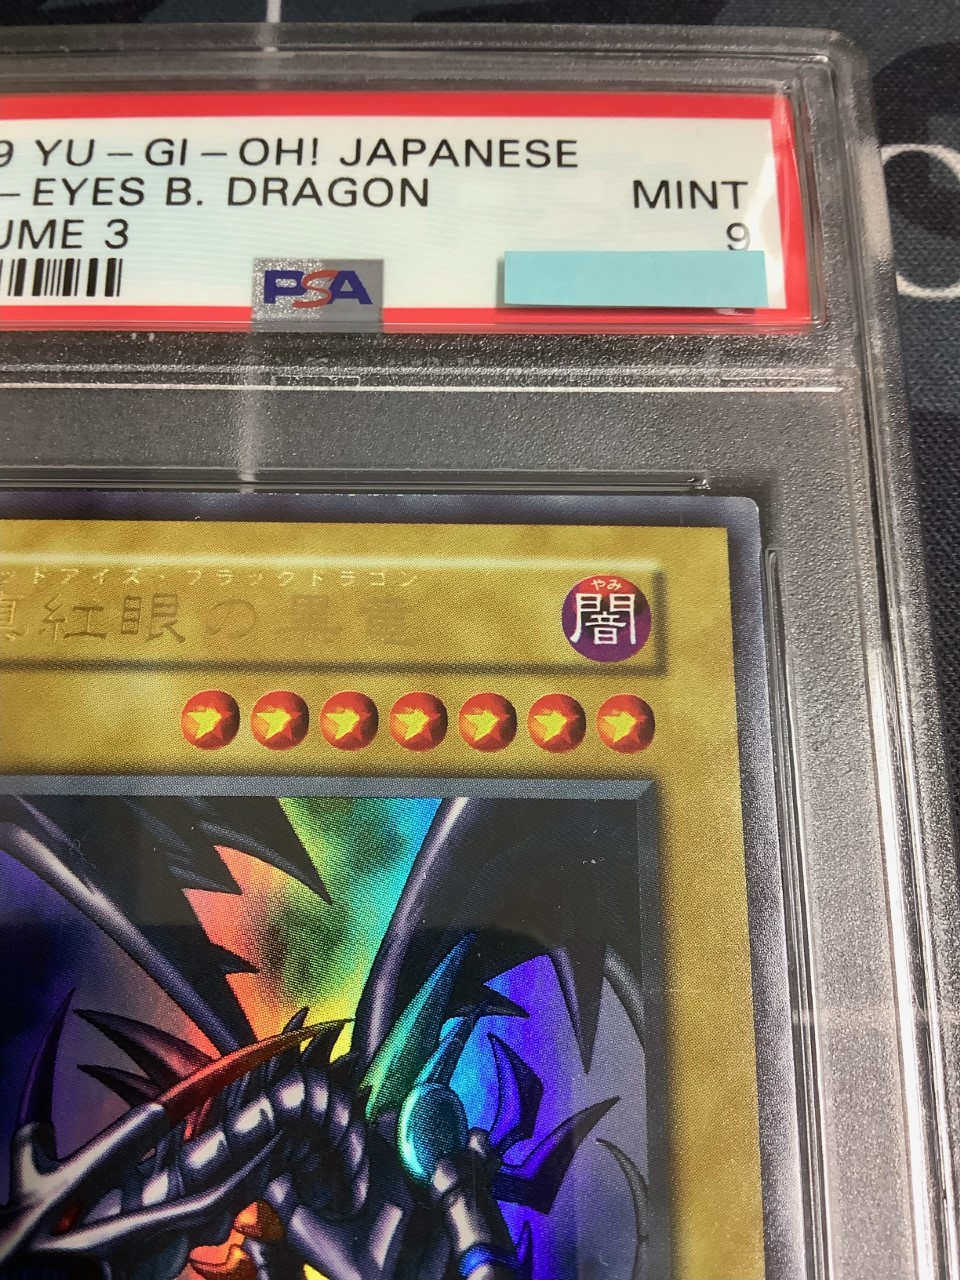 9 YU-GI-OH! JAPANESE
-EYES B. DRAGON
MINT
UME 3
9
PSA
ッドアイズ・ブラックドラゴン
真紅眼の黒竜
やみ
闇